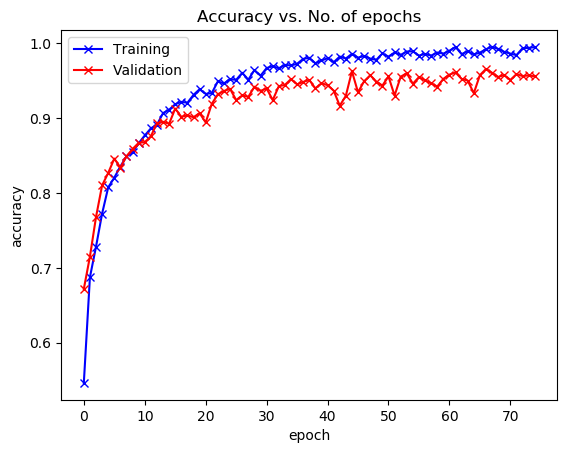 Accuracy vs. No. of epochs
Training
Validation
1.0
0.9
0.8
0.7
0.6
accuracy
0 10 20 30 40 50 60 70
epoch